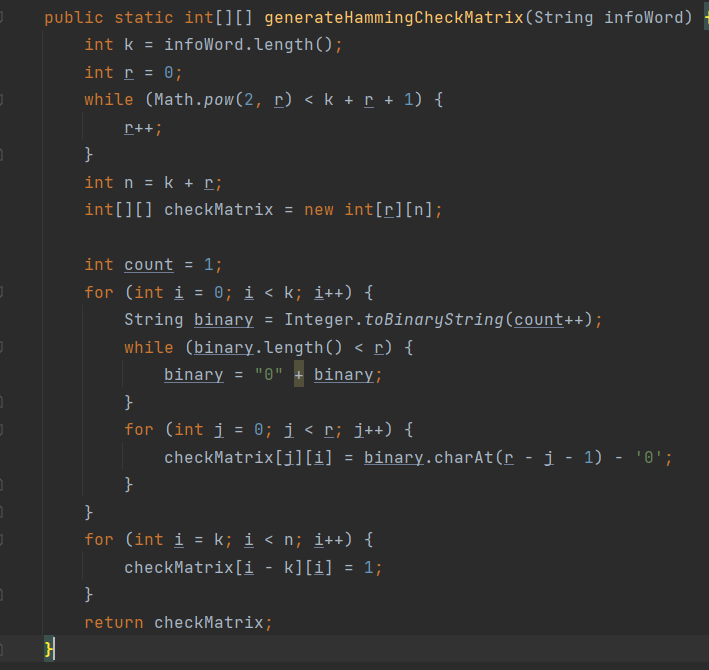 public static int[][] generateHammingCheckMatrix(String infoWord) {
    int k = infoWord.length();
    int r = 0;
    while (Math.pow(2, r) < k + r + 1) {
        r++;
    }
    int n = k + r;
    int[][] checkMatrix = new int[r][n];

    int count = 1;
    for (int i = 0; i < k; i++) {
        String binary = Integer.toBinaryString(count++);
        while (binary.length() < r) {
            binary = "0" + binary;
        }
        for (int j = 0; j < r; j++) {
            checkMatrix[j][i] = binary.charAt(r - j - 1) - '0';
        }
    }
    for (int i = k; i < n; i++) {
        checkMatrix[i - k][i] = 1;
    }
    return checkMatrix;
}